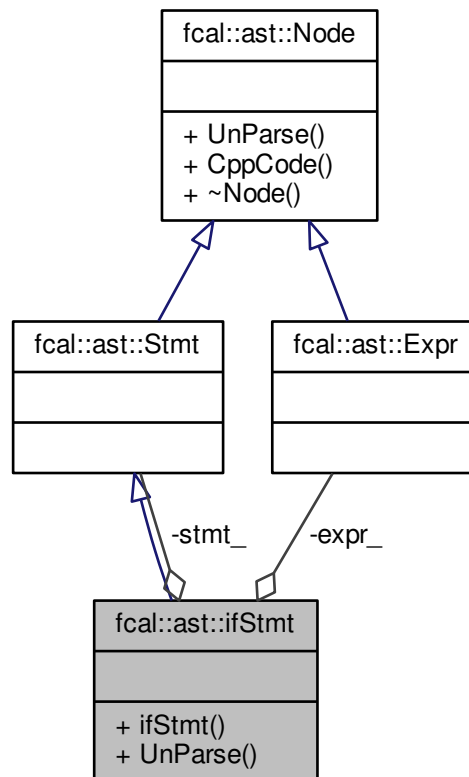 fcal::ast::Node
+ UnParse()
+ CppCode()
+ ~Node()
fcal::ast::Stmt
fcal::ast::Expr
-stmt_
-expr_
fcal::ast::ifStmt
+ ifStmt()
+ UnParse()